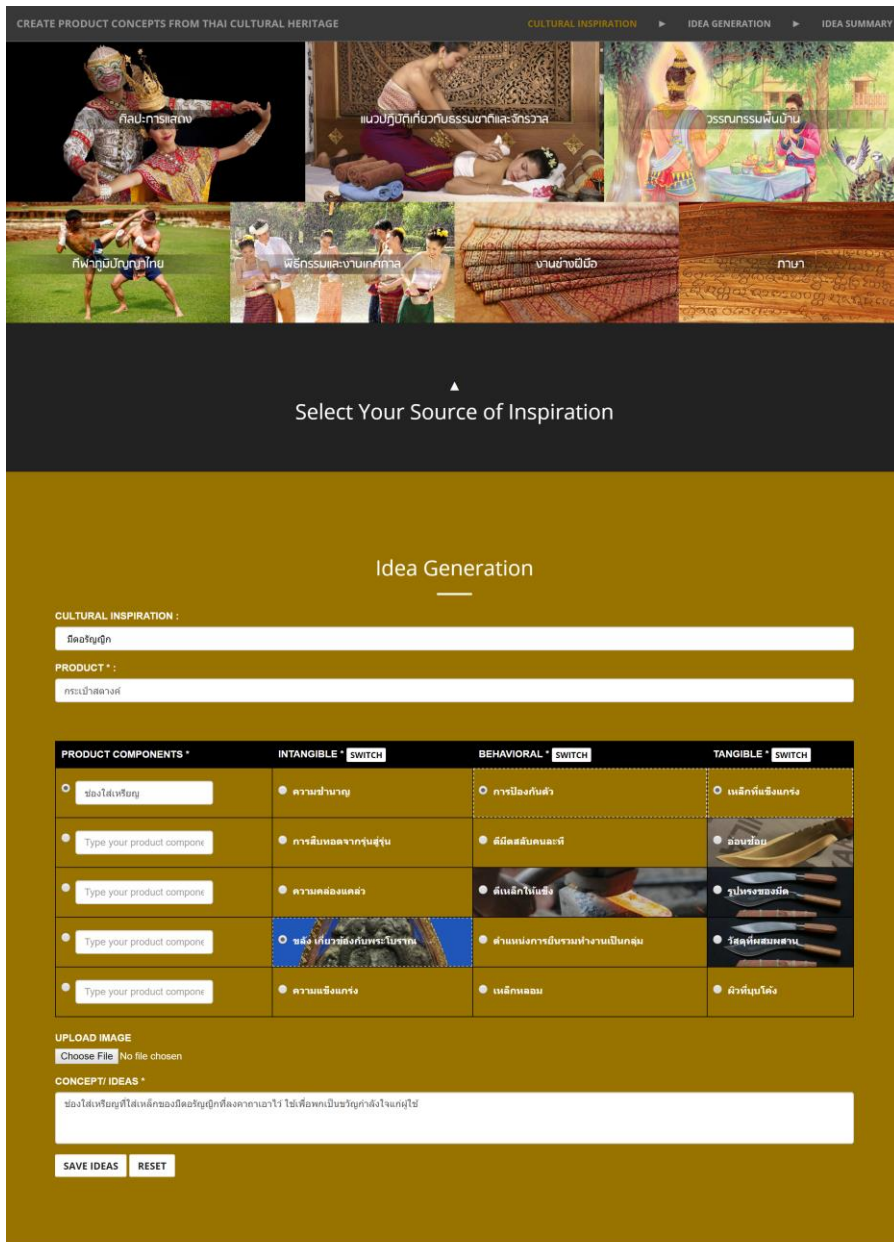 CREATE PRODUCT CONCEPTS FROM THAI CULTURAL HERITAGE
CULTURAL INSPIRATION ► IDEA GENERATION ► IDEA SUMMARY
ศิลปะการแสดง
แนวปฏิบัติเกี่ยวกับธรรมชาติและจักรวาล
วรรณกรรมพื้นบ้าน
กีฬาภูมิปัญญาไทย
พิธีกรรมและงานเทศกาล
งานช่างฝีมือ
ภาษา
▲
Select Your Source of Inspiration
Idea Generation
CULTURAL INSPIRATION :
มีดอรัญญิก
PRODUCT * :
กระเป๋าสตางค์
PRODUCT COMPONENTS * INTANGIBLE * SWITCH BEHAVIORAL * SWITCH TANGIBLE * SWITCH
ช่องใส่เหรียญ ความชำนาญ การป้องกันตัว เหล็กที่แข็งแกร่ง
Type your product compone การสืบทอดจากรุ่นสู่รุ่น ตีมีดสลับคนละที อ่อนช้อย
Type your product compone ความคล่องแคล่ว ตีเหล็กให้แข็ง รูปทรงของมีด
Type your product compone ขลัง เกี่ยวข้องกับพระโบราณ ตำแหน่งการยืนรวมทำงานเป็นกลุ่ม วัสดุที่ผสมผสาน
Type your product compone ความแข็งแกร่ง เหล็กหลอม ผิวที่นูนโค้ง
UPLOAD IMAGE
Choose File No file chosen
CONCEPT/ IDEAS *
ช่องใส่เหรียญที่ใส่เหล็กของมีดอรัญญิกที่ลงคาถาเอาไว้ ใช้เพื่อพกเป็นขวัญกำลังใจแก่ผู้ใช้
SAVE IDEAS RESET